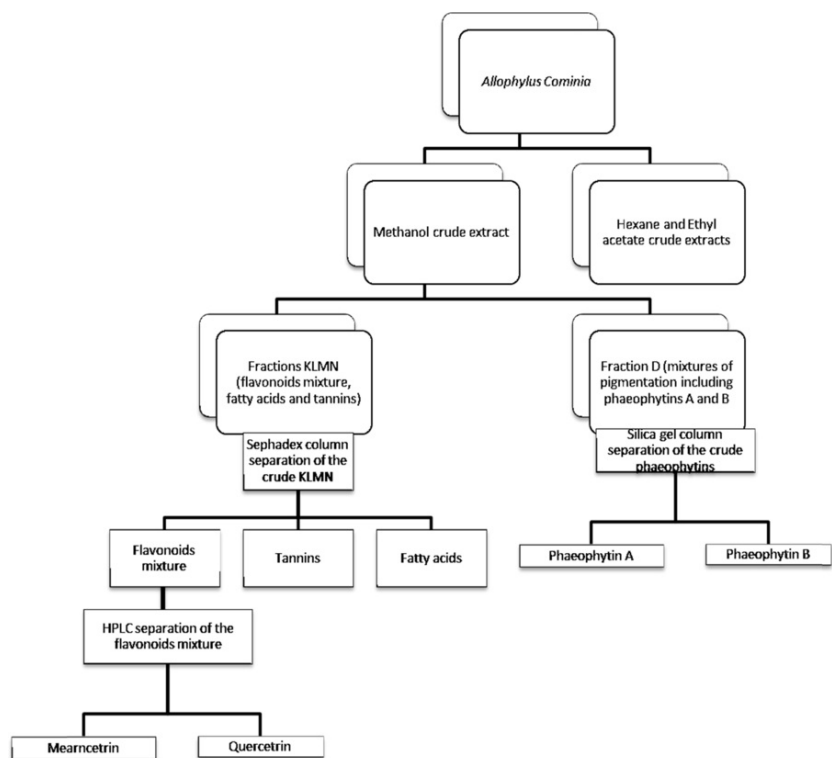 Allophylus Cominia
Methanol crude extract
Hexane and Ethyl
acetate crude extracts
Fractions KLMN
(flavonoids mixture,
fatty acids and tannins)
Sephadex column
separation of the
crude KLMN
Fraction D (mixtures of
pigmentation including
phaeophytins A and B
Silica gel column
separation of the crude
phaeophytins
Flavonoids
mixture
Tannins
Fatty acids
Phaeophytin A
Phaeophytin B
HPLC separation of the
flavonoids mixture
Mearncetrin
Quercetrin